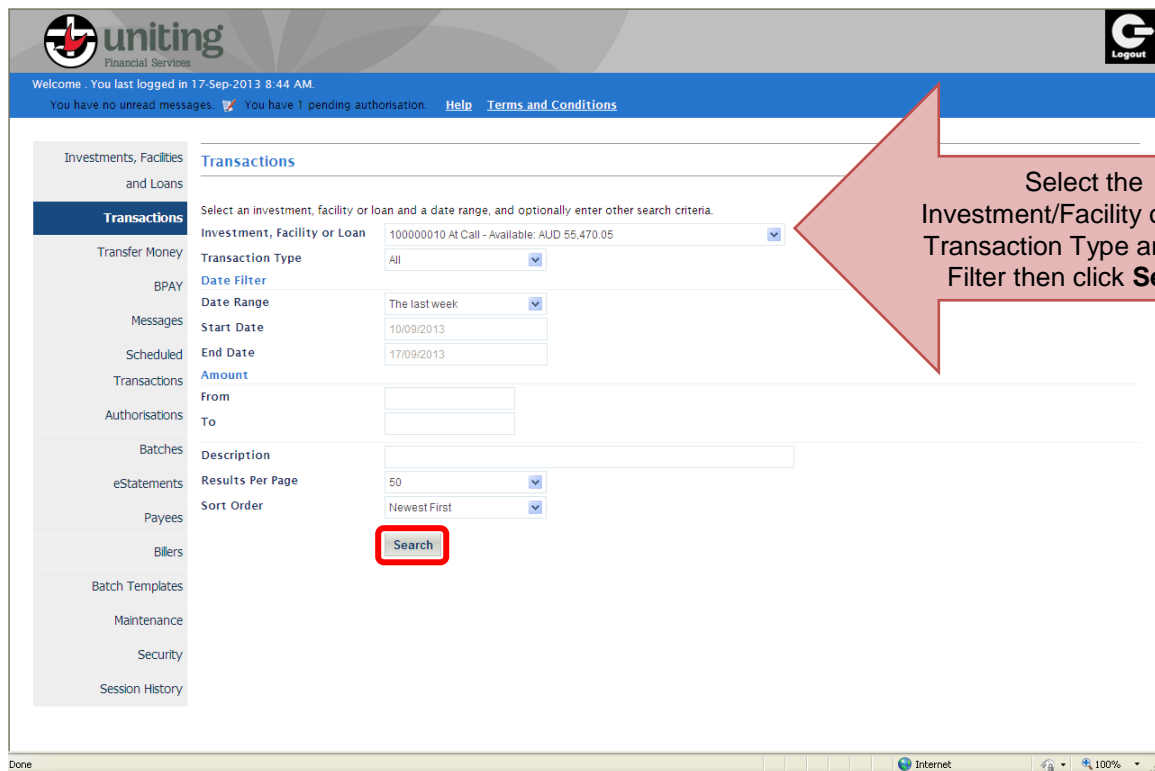 uniting
Financial Services
Logout
Welcome . You last logged in 17-Sep-2013 8:44 AM.
You have no unread messages. You have 1 pending authorisation. Help Terms and Conditions
Investments, Facilities
and Loans
Transactions
Transfer Money
BPAY
Messages
Scheduled
Transactions
Authorisations
Batches
eStatements
Payees
Billers
Batch Templates
Maintenance
Security
Session History
Transactions
Select an investment, facility or loan and a date range, and optionally enter other search criteria.
Investment, Facility or Loan 100000010 At Call - Available: AUD 55,470.05
Transaction Type All
Date Filter
Date Range The last week
Start Date 10/09/2013
End Date 17/09/2013
Amount
From
To
Description
Results Per Page 50
Sort Order Newest First
Search
Select the
Investment/Facility
Transaction Type
Filter then click
Done Internet 100%